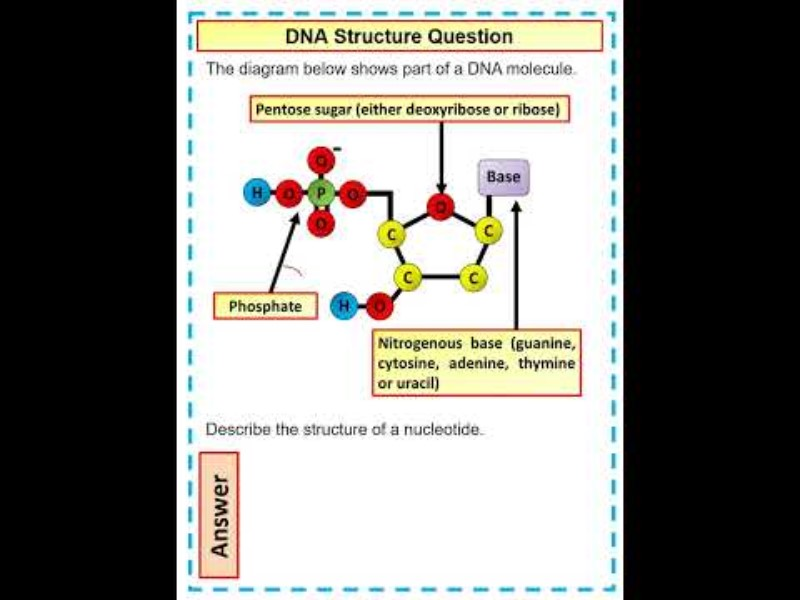 DNA Structure Question
The diagram below shows part of a DNA molecule.
Pentose sugar (either deoxyribose or ribose)
O -
Base
H O P O
O
O
C
C
C
C
Phosphate
H O
Nitrogenous base (guanine,
cytosine, adenine, thymine
or uracil)
Describe the structure of a nucleotide.
Answer